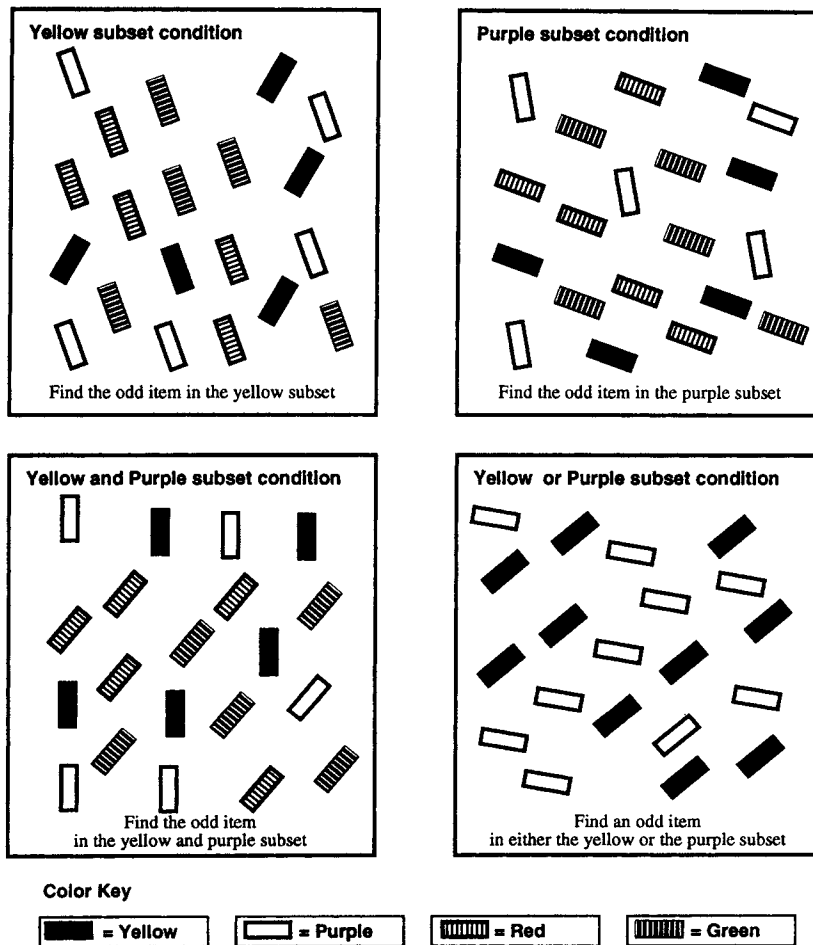 Yellow subset condition
Find the odd item in the yellow subset
Purple subset condition
Find the odd item in the purple subset
Yellow and Purple subset condition
Find the odd item
in the yellow and purple subset
Yellow or Purple subset condition
Find an odd item
in either the yellow or the purple subset
Color Key
= Yellow
= Purple
= Red
= Green